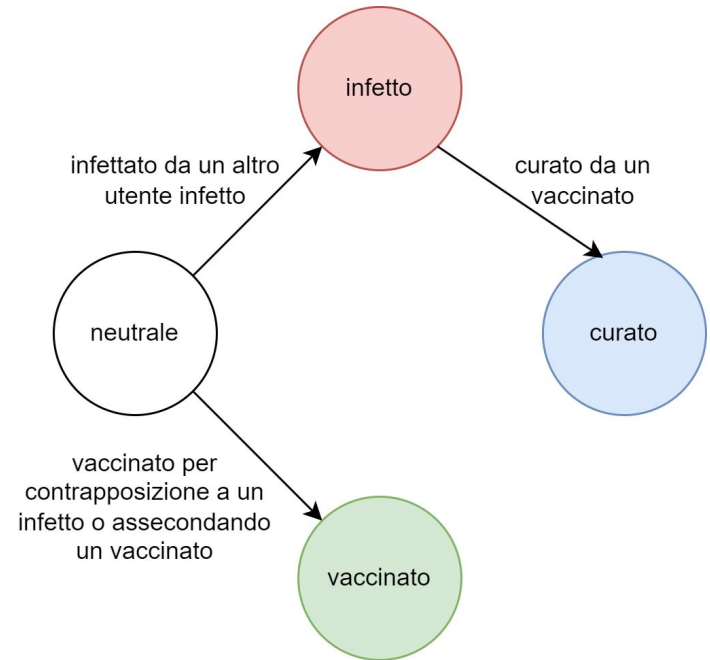 infetto
infettato da un altro
utente infetto
curato da un
vaccinato
neutrale
curato
vaccinato per
contrapposizione a un
infetto o assecondando
un vaccinato
vaccinato